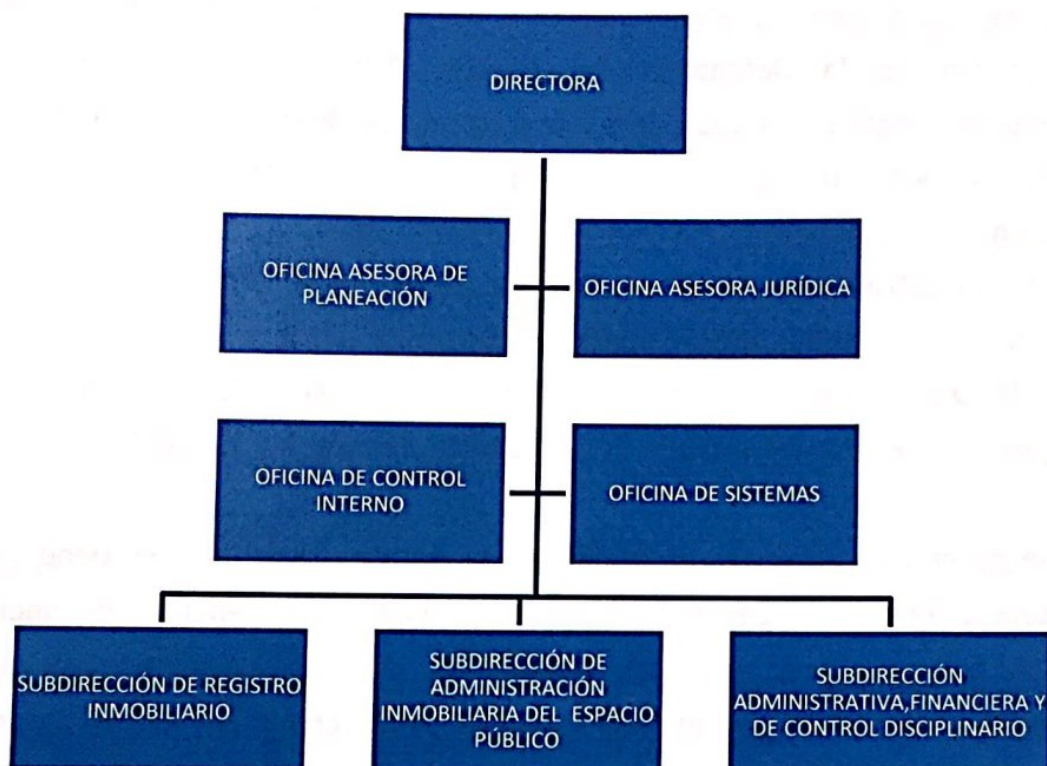 DIRECTORA
OFICINA ASESORA DE
PLANEACIÓN
OFICINA ASESORA JURÍDICA
OFICINA DE CONTROL
INTERNO
OFICINA DE SISTEMAS
SUBDIRECCIÓN DE REGISTRO
INMOBILIARIO
SUBDIRECCIÓN DE
ADMINISTRACIÓN
INMOBILIARIA DEL ESPACIO
PÚBLICO
SUBDIRECCIÓN
ADMINISTRATIVA,FINANCIERA Y
DE CONTROL DISCIPLINARIO